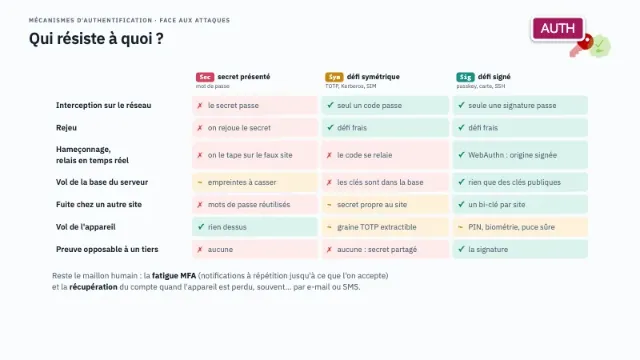 MÉCANISMES D'AUTHENTIFICATION · FACE AUX ATTAQUES
Qui résiste à quoi ?
AUTH
Sec secret présenté
mot de passe
Sym défi symétrique
TOTP, Kerberos, SIM
Sig défi signé
passkey, carte, SSH
Interception sur le réseau ✗ le secret passe ✓ seul un code passe ✓ seule une signature passe
Rejeu ✗ on rejoue le secret ✓ défi frais ✓ défi frais
Hameçonnage,
relais en temps réel ✗ on le tape sur le faux site ✗ le code se relaie ✓ WebAuthn : origine signée
Vol de la base du serveur ~ empreintes à casser ✗ les clés sont dans la base ✓ rien que des clés publiques
Fuite chez un autre site ✗ mots de passe réutilisés ~ secret propre au site ✓ un bi-clé par site
Vol de l'appareil ✓ rien dessus ~ graine TOTP extractible ~ PIN, biométrie, puce sûre
Preuve opposable à un tiers ✗ aucune ✗ aucune : secret partagé ✓ la signature
Reste le maillon humain : la fatigue MFA (notifications à répétition jusqu'à ce que l'on accepte)
et la récupération du compte quand l'appareil est perdu, souvent… par e-mail ou SMS.